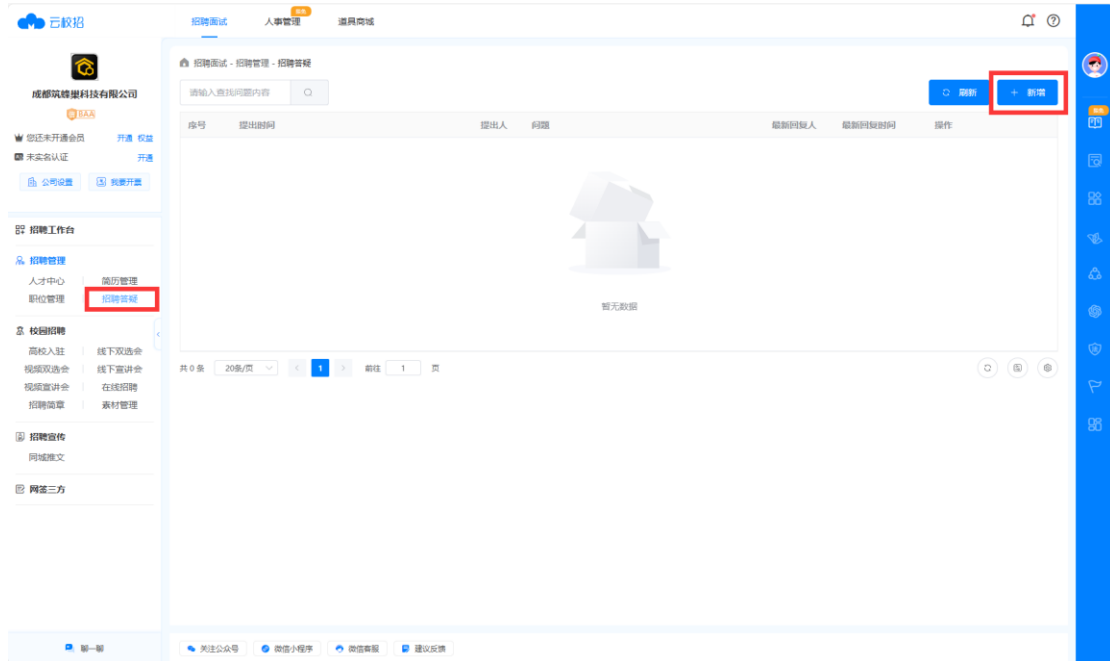 云校招
招聘面试 人事管理 道具商城
招聘面试 - 招聘管理 - 招聘答疑
成都筑蜂巢科技有限公司
请输入查找问题内容
刷新 + 新增
BAA
序号 提出时间 提出人 问题 最新回复人 最新回复时间 操作
您还未开通会员 开通 权益
未实名认证 开通
公司设置 我要开票
招聘工作台
招聘管理
人才中心 简历管理
职位管理 招聘答疑
暂无数据
校园招聘
高校入驻 线下双选会
视频双选会 线下宣讲会
视频宣讲会 在线招聘
招聘简章 素材管理
共 0 条 20条/页 1 前往 1 页
招聘宣传
同城推文
网签三方
聊一聊
关注公众号 微信小程序 微信客服 建议反馈